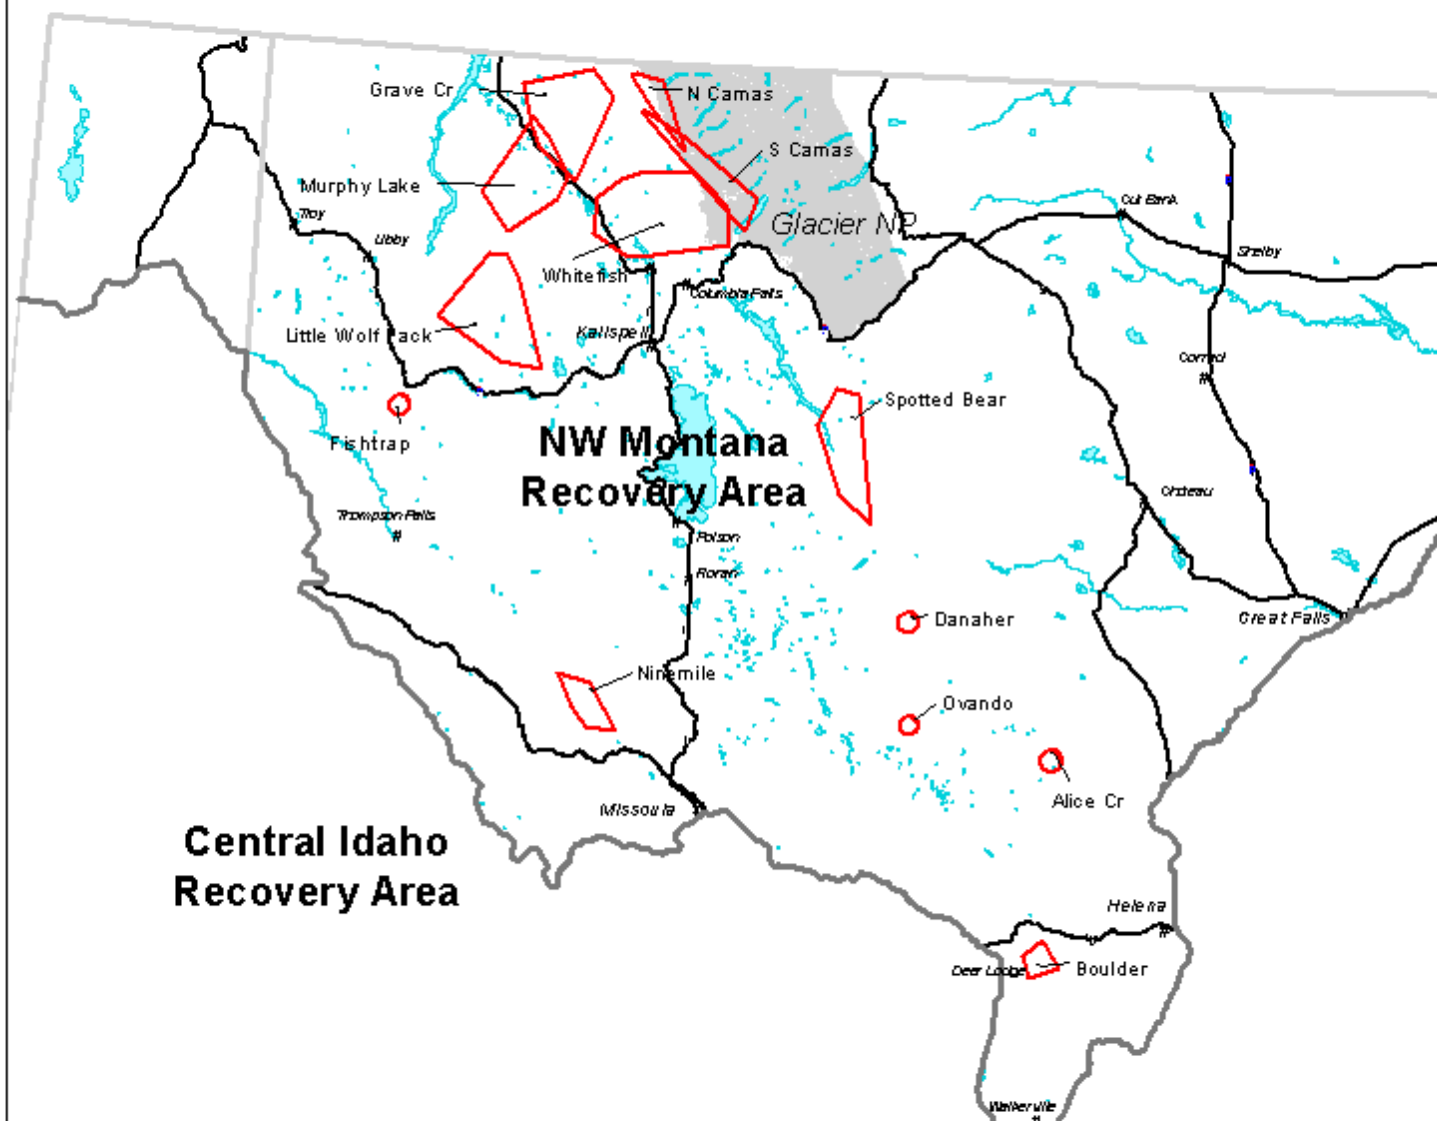 Grave Cr
N Camas
S Camas
Murphy Lake
Cut Bank
Troy
Glacier NP
Libby
Shelby
Whitefish
Columbia Falls
Little Wolf Pack
Kalispell
Conrad
Spotted Bear
Fishtrap
NW Montana
Recovery Area
Choteau
Thompson Falls
Polson
Ronan
Danaher
Great Falls
Ninemile
Ovando
Alice Cr
Missoula
Central Idaho
Recovery Area
Helena
Deer Lodge
Boulder
Walkerville